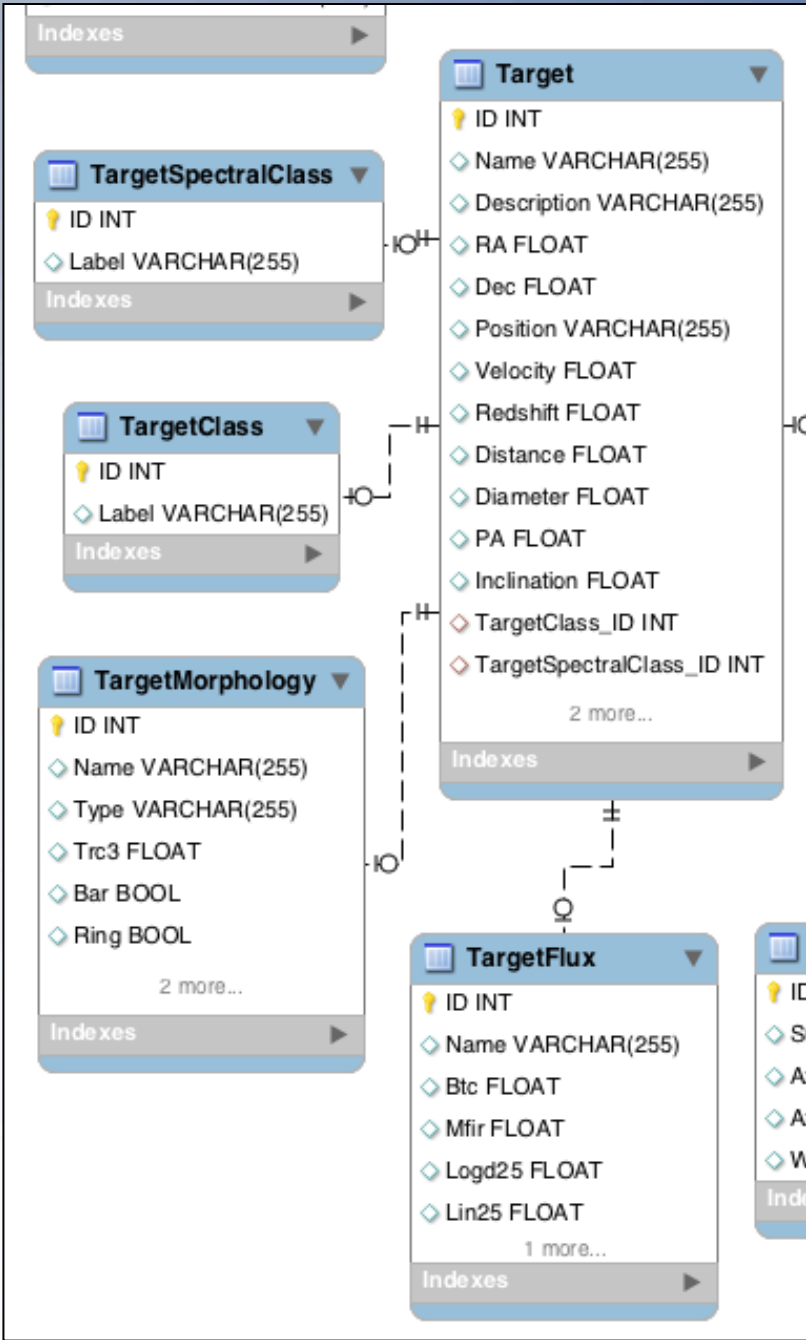 Indexes
TargetSpectralClass
ID INT
Label VARCHAR(255)
Indexes
TargetClass
ID INT
Label VARCHAR(255)
Indexes
TargetMorphology
ID INT
Name VARCHAR(255)
Type VARCHAR(255)
Trc3 FLOAT
Bar BOOL
Ring BOOL
2 more...
Indexes
Target
ID INT
Name VARCHAR(255)
Description VARCHAR(255)
RA FLOAT
Dec FLOAT
Position VARCHAR(255)
Velocity FLOAT
Redshift FLOAT
Distance FLOAT
Diameter FLOAT
PA FLOAT
Inclination FLOAT
TargetClass_ID INT
TargetSpectralClass_ID INT
2 more...
Indexes
TargetFlux
ID INT
Name VARCHAR(255)
Btc FLOAT
Mfir FLOAT
Logd25 FLOAT
Lin25 FLOAT
1 more...
Indexes